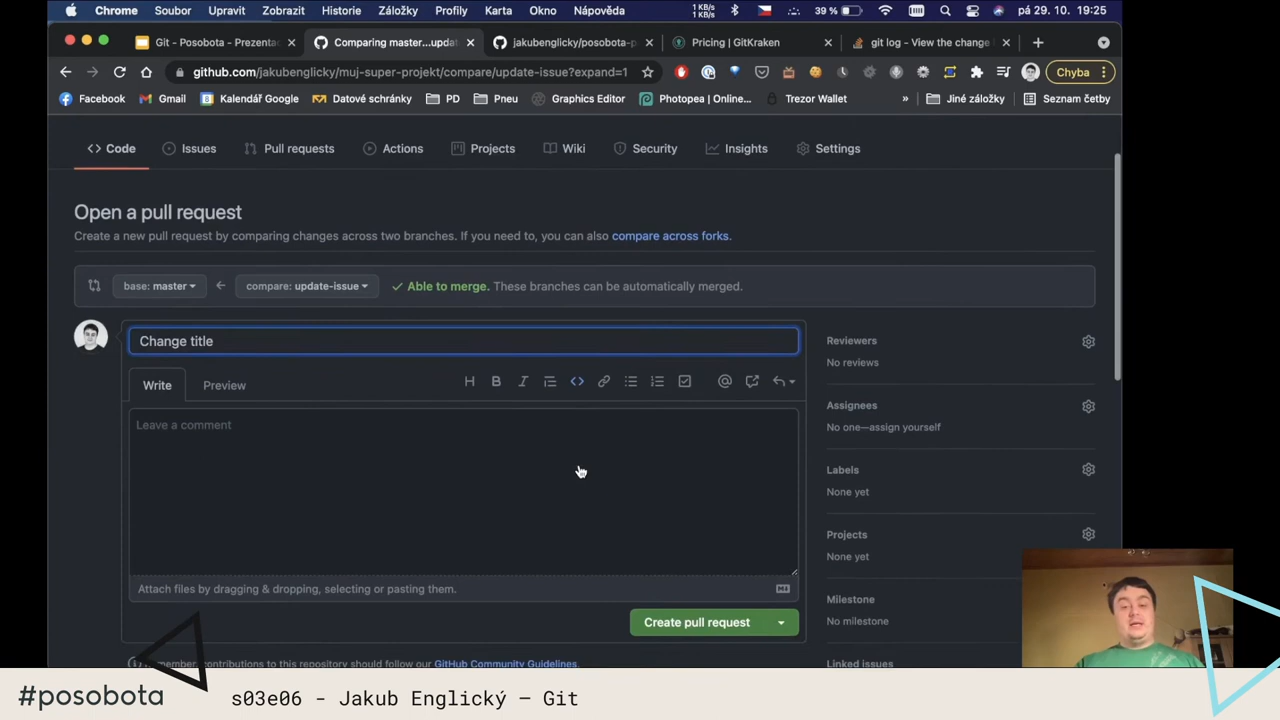 Chrome Soubor Upravit Zobrazit Historie Záložky Profily Karta Okno Nápověda 1 KB/s 0 KB/s 39 % pá 29. 10. 19:25
Git - Posobota - Prezenta Comparing master...upda jakubenglicky/posobota-p Pricing | GitKraken git log - View the change
github.com/jakubenglicky/muj-super-projekt/compare/update-issue?expand=1 Chyba
Facebook Gmail Kalendář Google Datové schránky PD Pneu Graphics Editor Photopea | Online... Trezor Wallet » Jiné záložky Seznam četby
Code Issues Pull requests Actions Projects Wiki Security Insights Settings
Open a pull request
Create a new pull request by comparing changes across two branches. If you need to, you can also compare across forks.
base: master compare: update-issue Able to merge. These branches can be automatically merged.
Change title
Write Preview
Leave a comment
Attach files by dragging & dropping, selecting or pasting them.
Create pull request
Reviewers
No reviews
Assignees
No one—assign yourself
Labels
None yet
Projects
None yet
Milestone
No milestone
Linked issues
contributions to this repository should follow our GitHub Community Guidelines.
#posobota s03e06 - Jakub Englický — Git